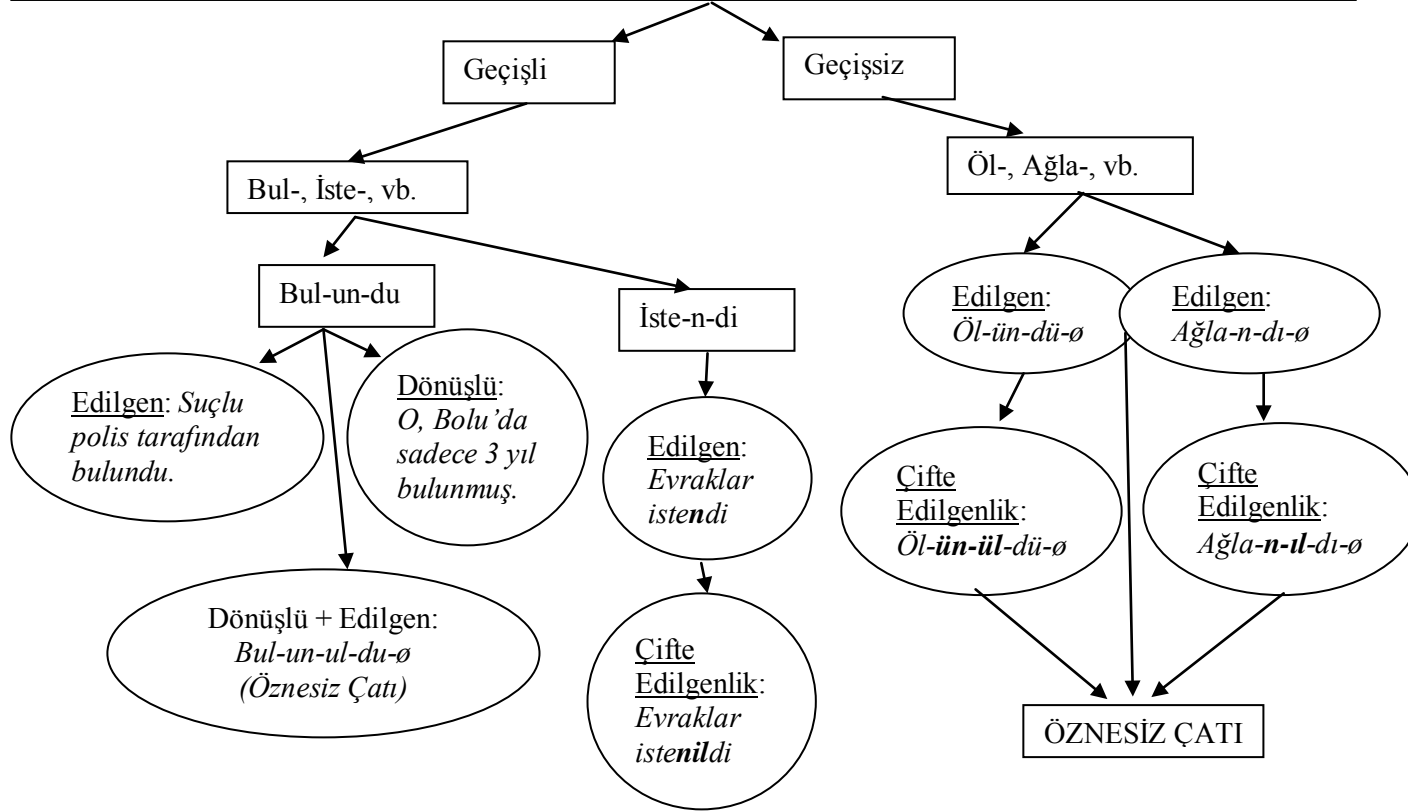 Geçişli
Geçişsiz
Bul-, İste-, vb.
Öl-, Ağla-, vb.
Bul-un-du
İste-n-di
Edilgen:
Öl-ün-dü-ø
Edilgen:
Ağla-n-dı-ø
Edilgen: Suçlu
polis tarafından
bulundu.
Dönüşlü:
O, Bolu’da
sadece 3 yıl
bulunmuş.
Edilgen:
Evraklar
istendi
Çifte
Edilgenlik:
Öl-ün-ül-dü-ø
Çifte
Edilgenlik:
Ağla-n-ıl-dı-ø
Dönüşlü + Edilgen:
Bul-un-ul-du-ø
(Öznesiz Çatı)
Çifte
Edilgenlik:
Evraklar
istenildi
ÖZNESİZ ÇATI